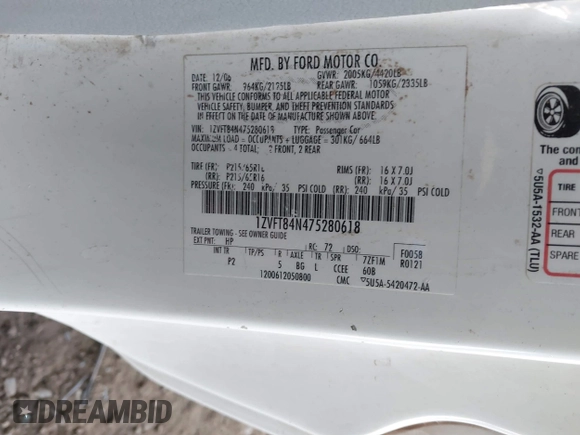 MFD. BY FORD MOTOR CO.
DATE: 12/06
GVWR: 2005KG/4420LB
FRONT GAWR: 964KG/2125LB
REAR GAWR: 1059KG/2335LB
THIS VEHICLE CONFORMS TO ALL APPLICABLE FEDERAL MOTOR
VEHICLE SAFETY, BUMPER, AND THEFT PREVENTION STANDARDS
IN EFFECT ON THE DATE OF MANUFACTURE SHOWN ABOVE.
VIN: 1ZVFT84N475280618
TYPE: Passenger Car
MAXIMUM LOAD = OCCUPANTS + LUGGAGE = 301KG/ 664LB
OCCUPANTS = 4 TOTAL, 2 FRONT, 2 REAR
TIRE (FR): P215/65R16 RIMS (FR): 16 X 7.0J
(RR): P215/65R16 (RR): 16 X 7.0J
PRESSURE (FR): 240 kPa/ 35 PSI COLD (RR) 240 kPa/ 35 PSI COLD
1ZVFT84N475280618
TRAILER TOWING - SEE OWNER GUIDE
EXT PNT: HP RC: 72 DSO: F0058
INT TR TP/PS R AXLE TR SPR R0121
P2 5 BG L CCEE 7ZF1M
60B
1200612050800 CMC ▽5U5A-5420472-AA
The con
TIRE
FRONT
REAR
SPARE
▽5U5A-1532-AA (TLU)
©DREAMBID